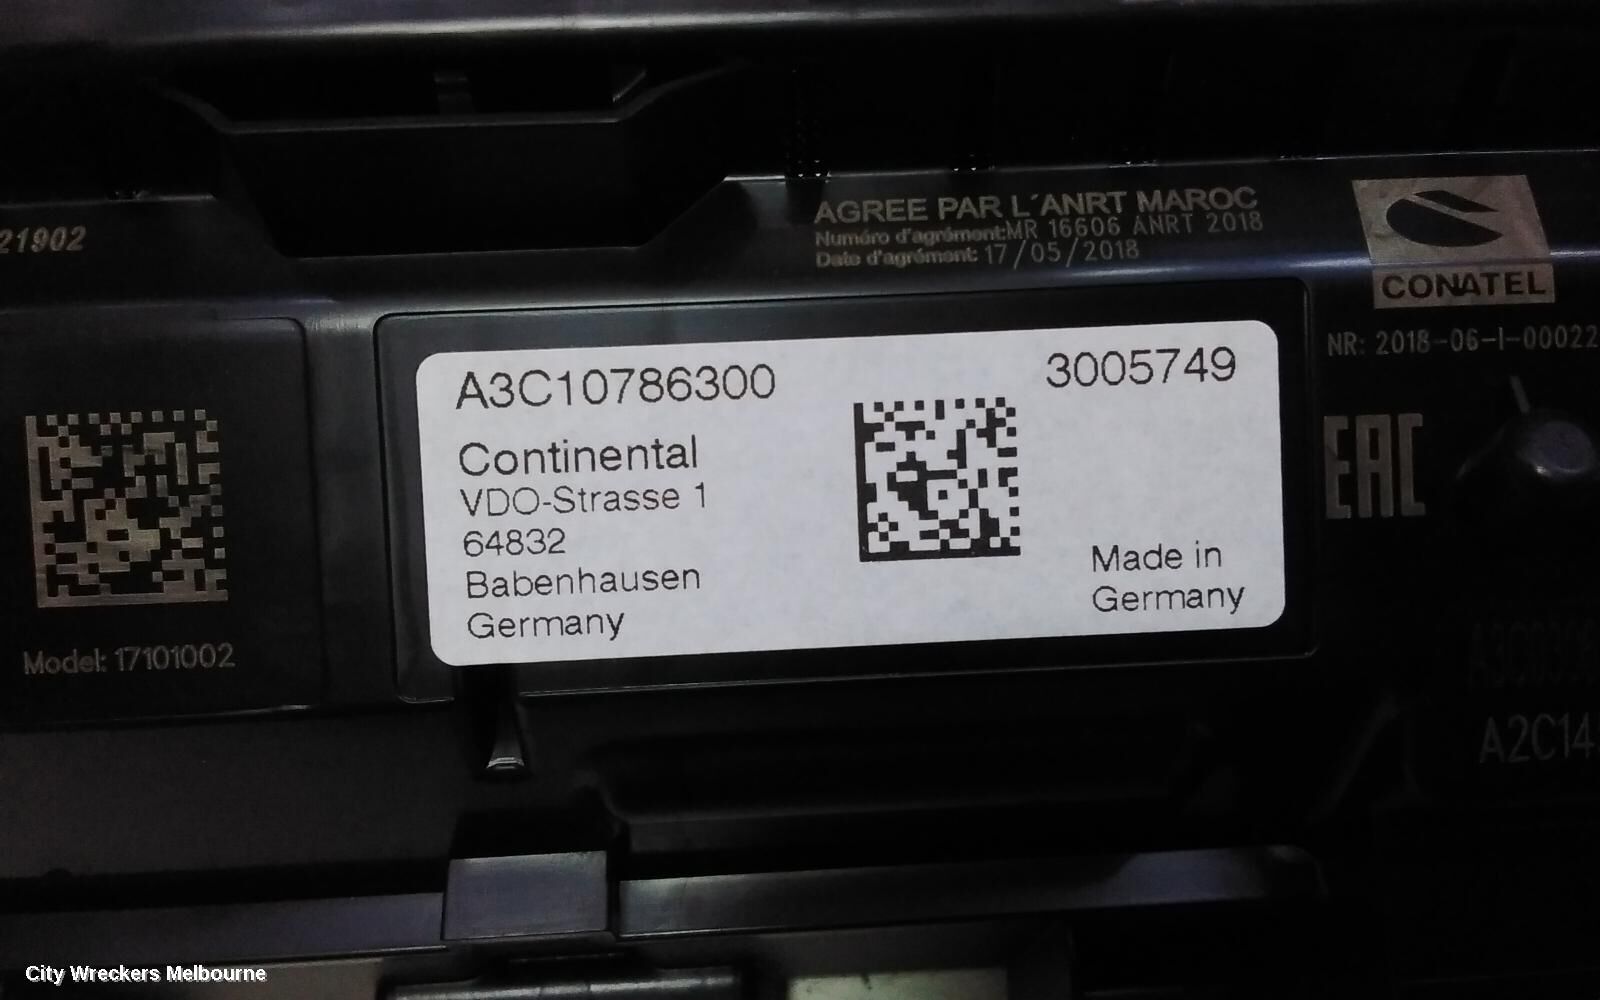 21902
AGREE PAR L'ANRT MAROC
Numéro d'agrément:MR 16606 ANRT 2018
Date d'agrément: 17/05/2018
CONATEL
NR: 2018-06-I-00022
A3C10786300
3005749
Continental
VDO-Strasse 1
64832
Babenhausen
Germany
Made in
Germany
EAC
Model: 17101002
A2C14
City Wreckers Melbourne